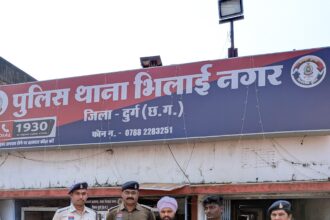 पुलिस थाना भिलाई नगर
जिला - दुर्ग (छ.ग.)
1930
फोन न. - 0788 2283251